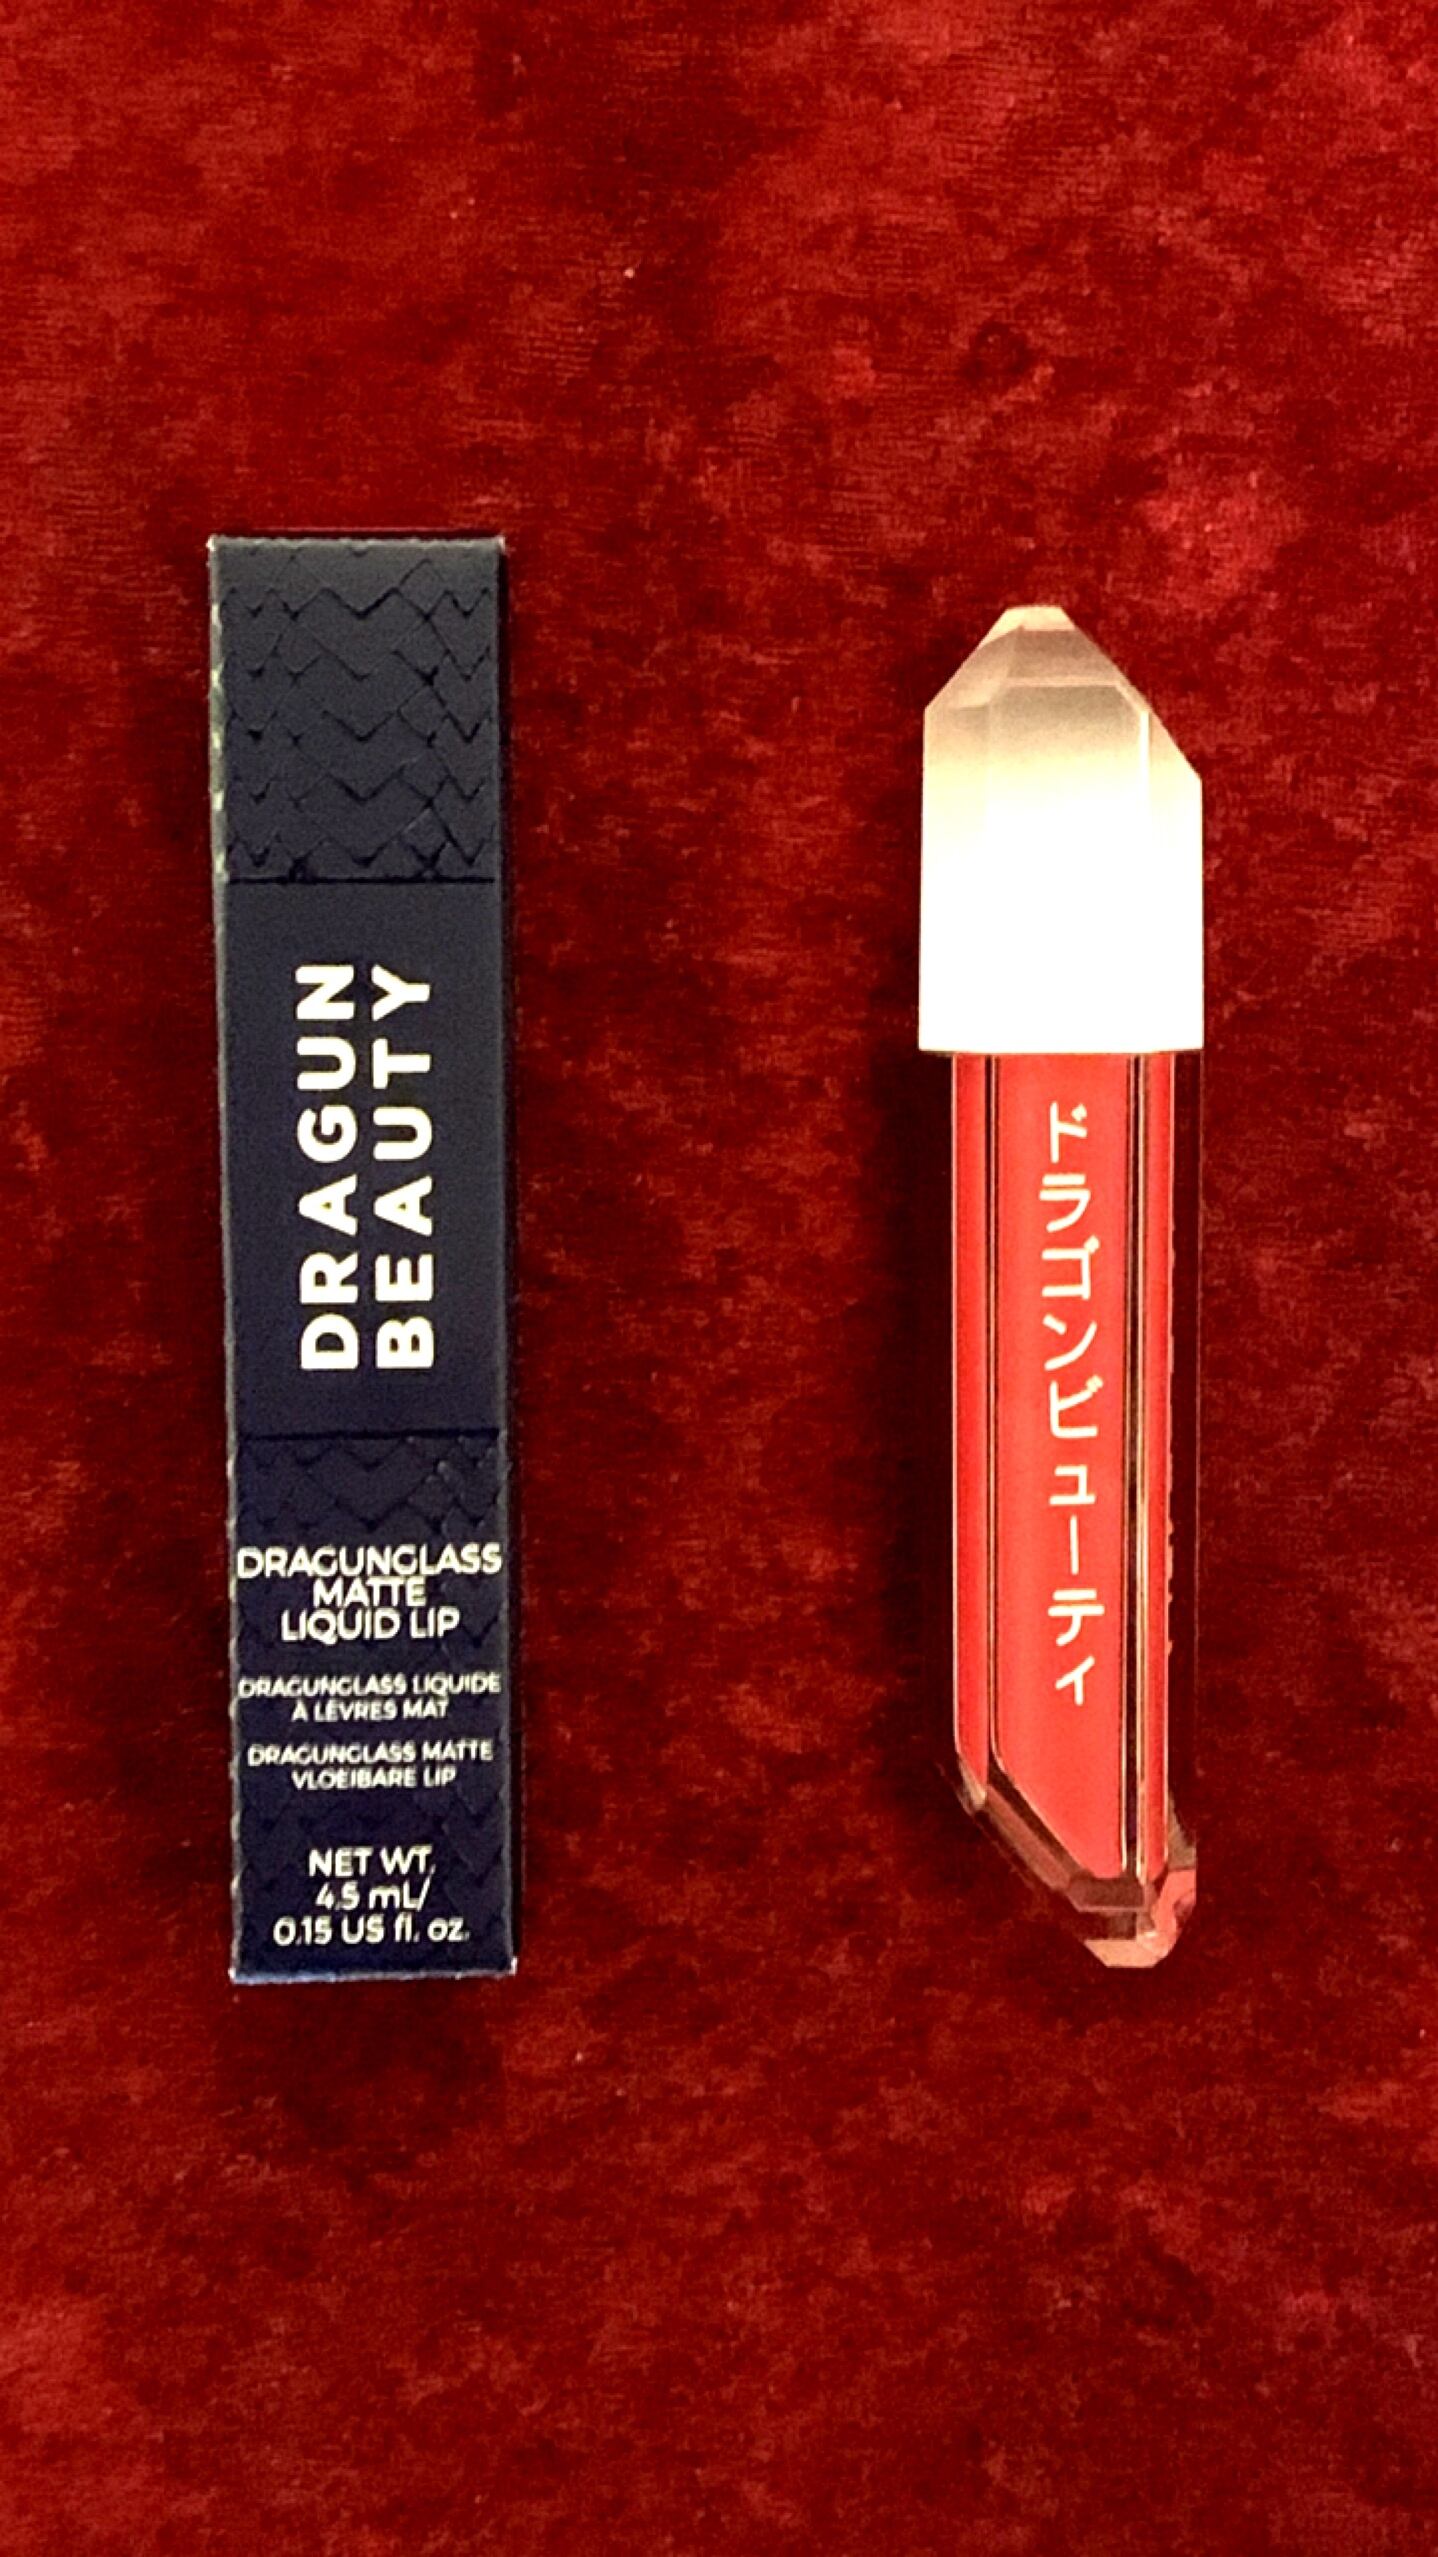 DRAGUN
BEAUTY
DRAGUNGLASS
MATTE
LIQUID LIP
DRAGUNGLASS LIQUIDE
À LÈVRES MAT
DRAGUNGLASS MATTE
VLOEIBARE LIP
NET WT.
4.5 mL/
0.15 US fl. oz.
ドラゴンビューティ